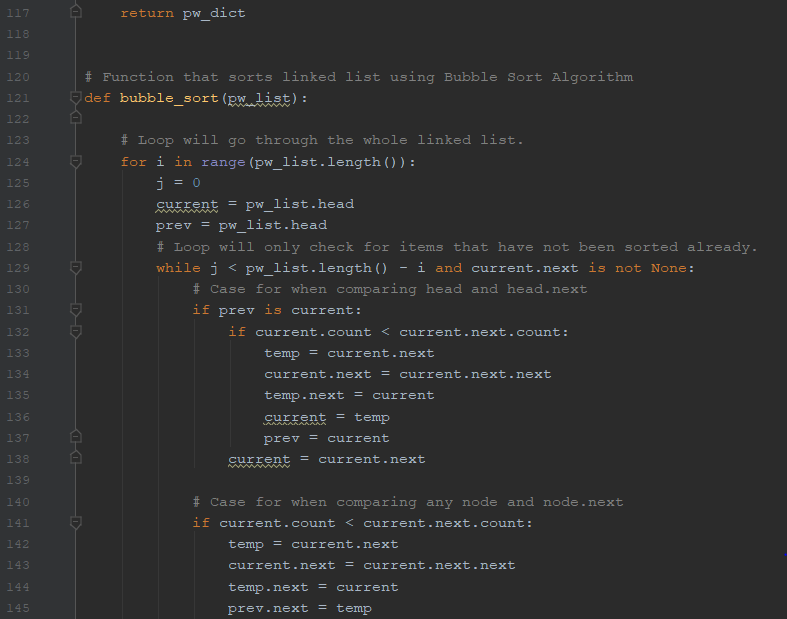 117 return pw_dict
118
119
120 # Function that sorts linked list using Bubble Sort Algorithm
121 def bubble_sort(pw_list):
122
123 # Loop will go through the whole linked list.
124 for i in range(pw_list.length()):
125 j = 0
126 current = pw_list.head
127 prev = pw_list.head
128 # Loop will only check for items that have not been sorted already.
129 while j < pw_list.length() - i and current.next is not None:
130 # Case for when comparing head and head.next
131 if prev is current:
132 if current.count < current.next.count:
133 temp = current.next
134 current.next = current.next.next
135 temp.next = current
136 current = temp
137 prev = current
138 current = current.next
139
140 # Case for when comparing any node and node.next
141 if current.count < current.next.count:
142 temp = current.next
143 current.next = current.next.next
144 temp.next = current
145 prev.next = temp